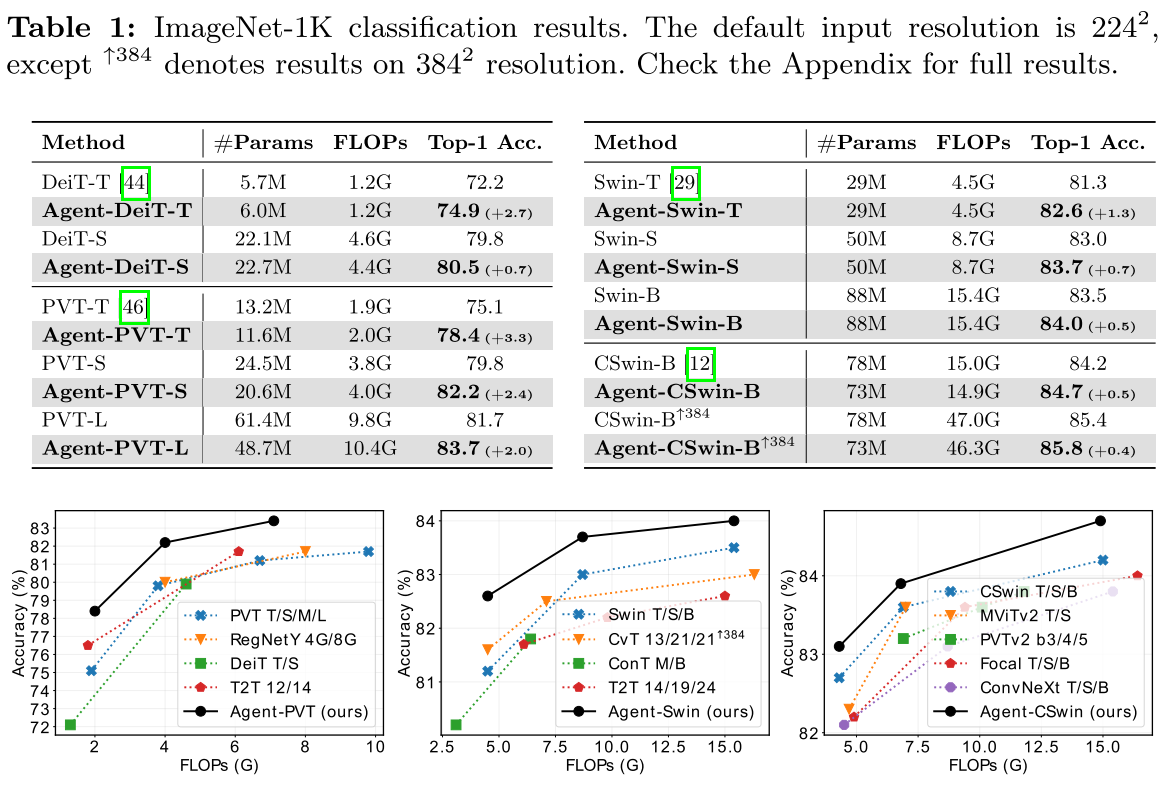 Table 1: ImageNet-1K classification results. The default input resolution is 224²,
except ↑384 denotes results on 384² resolution. Check the Appendix for full results.
Method #Params FLOPs Top-1 Acc.
DeiT-T [44] 5.7M 1.2G 72.2
Agent-DeiT-T 6.0M 1.2G 74.9 (+2.7)
DeiT-S 22.1M 4.6G 79.8
Agent-DeiT-S 22.7M 4.4G 80.5 (+0.7)
PVT-T [46] 13.2M 1.9G 75.1
Agent-PVT-T 11.6M 2.0G 78.4 (+3.3)
PVT-S 24.5M 3.8G 79.8
Agent-PVT-S 20.6M 4.0G 82.2 (+2.4)
PVT-L 61.4M 9.8G 81.7
Agent-PVT-L 48.7M 10.4G 83.7 (+2.0)
Method #Params FLOPs Top-1 Acc.
Swin-T [29] 29M 4.5G 81.3
Agent-Swin-T 29M 4.5G 82.6 (+1.3)
Swin-S 50M 8.7G 83.0
Agent-Swin-S 50M 8.7G 83.7 (+0.7)
Swin-B 88M 15.4G 83.5
Agent-Swin-B 88M 15.4G 84.0 (+0.5)
CSwin-B [12] 78M 15.0G 84.2
Agent-CSwin-B 73M 14.9G 84.7 (+0.5)
CSwin-B↑384 78M 47.0G 85.4
Agent-CSwin-B↑384 73M 46.3G 85.8 (+0.4)
Accuracy (%)
83
82
81
80
79
78
77
76
75
74
73
72
PVT T/S/M/L
RegNetY 4G/8G
DeiT T/S
T2T 12/14
Agent-PVT (ours)
2 4 6 8 10
FLOPs (G)
Accuracy (%)
84
83
82
81
Swin T/S/B
CvT 13/21/21↑384
ConT M/B
T2T 14/19/24
Agent-Swin (ours)
2.5 5.0 7.5 10.0 12.5 15.0
FLOPs (G)
Accuracy (%)
84
83
82
CSwin T/S/B
MViTv2 T/S
PVTv2 b3/4/5
Focal T/S/B
ConvNeXt T/S/B
Agent-CSwin (ours)
5.0 7.5 10.0 12.5 15.0
FLOPs (G)